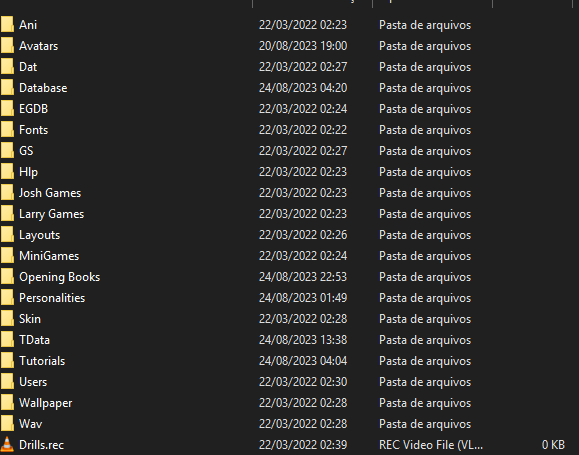 Ani 22/03/2022 02:23 Pasta de arquivos
Avatars 20/08/2023 19:00 Pasta de arquivos
Dat 22/03/2022 02:27 Pasta de arquivos
Database 24/08/2023 04:20 Pasta de arquivos
EGDB 22/03/2022 02:24 Pasta de arquivos
Fonts 22/03/2022 02:22 Pasta de arquivos
GS 22/03/2022 02:27 Pasta de arquivos
Hlp 22/03/2022 02:23 Pasta de arquivos
Josh Games 22/03/2022 02:23 Pasta de arquivos
Larry Games 22/03/2022 02:23 Pasta de arquivos
Layouts 22/03/2022 02:26 Pasta de arquivos
MiniGames 22/03/2022 02:24 Pasta de arquivos
Opening Books 24/08/2023 22:53 Pasta de arquivos
Personalities 24/08/2023 01:49 Pasta de arquivos
Skin 22/03/2022 02:28 Pasta de arquivos
TData 24/08/2023 13:38 Pasta de arquivos
Tutorials 24/08/2023 04:04 Pasta de arquivos
Users 22/03/2022 02:30 Pasta de arquivos
Wallpaper 22/03/2022 02:28 Pasta de arquivos
Wav 22/03/2022 02:28 Pasta de arquivos
Drills.rec 22/03/2022 02:39 REC Video File (VL... 0 KB